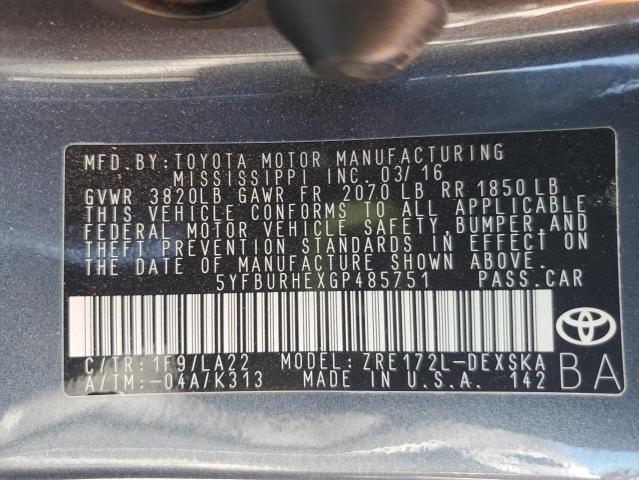 MFD.BY:TOYOTA MOTOR MANUFACTURING
MISSISSIPPI INC.03/16
GVWR 3820LB GAWR FR 2070 LB RR 1850 LB
THIS VEHICLE CONFORMS TO ALL APPLICABLE
FEDERAL MOTOR VEHICLE SAFETY,BUMPER,AND
THEFT PREVENTION STANDARDS IN EFFECT ON
THE DATE OF MANUFACTURE SHOWN ABOVE.
5YFBURHEXGP485751 PASS.CAR
C/TR:1F9/LA22 MODEL: ZRE172L-DEXSKA
A/TM:-04A/K313 MADE IN U.S.A. 142 BA